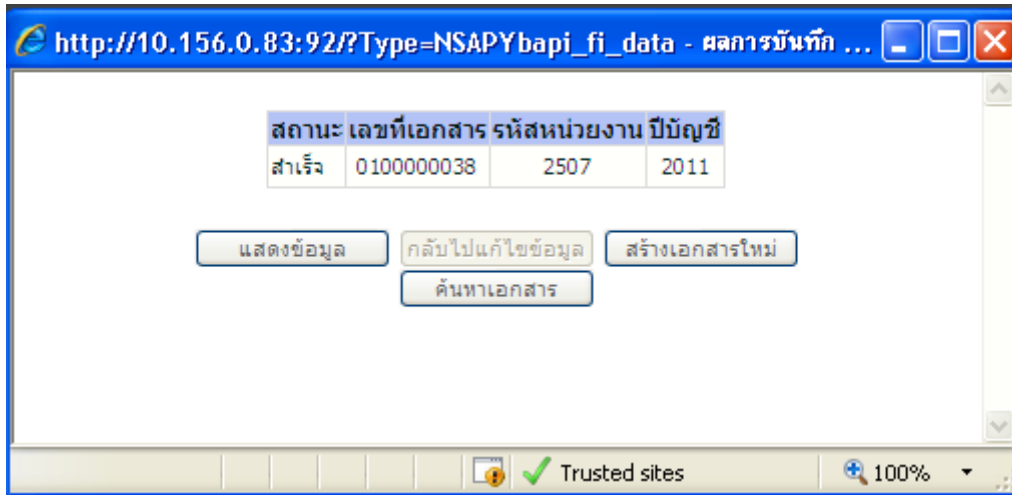 http://10.156.0.83:92/?Type=NSAPYbapi_fi_data - ผลการบันทึก ...
สถานะ เลขที่เอกสาร รหัสหน่วยงาน ปีบัญชี
สำเร็จ 0100000038 2507 2011
แสดงข้อมูล กลับไปแก้ไขข้อมูล สร้างเอกสารใหม่
ค้นหาเอกสาร
Trusted sites 100%